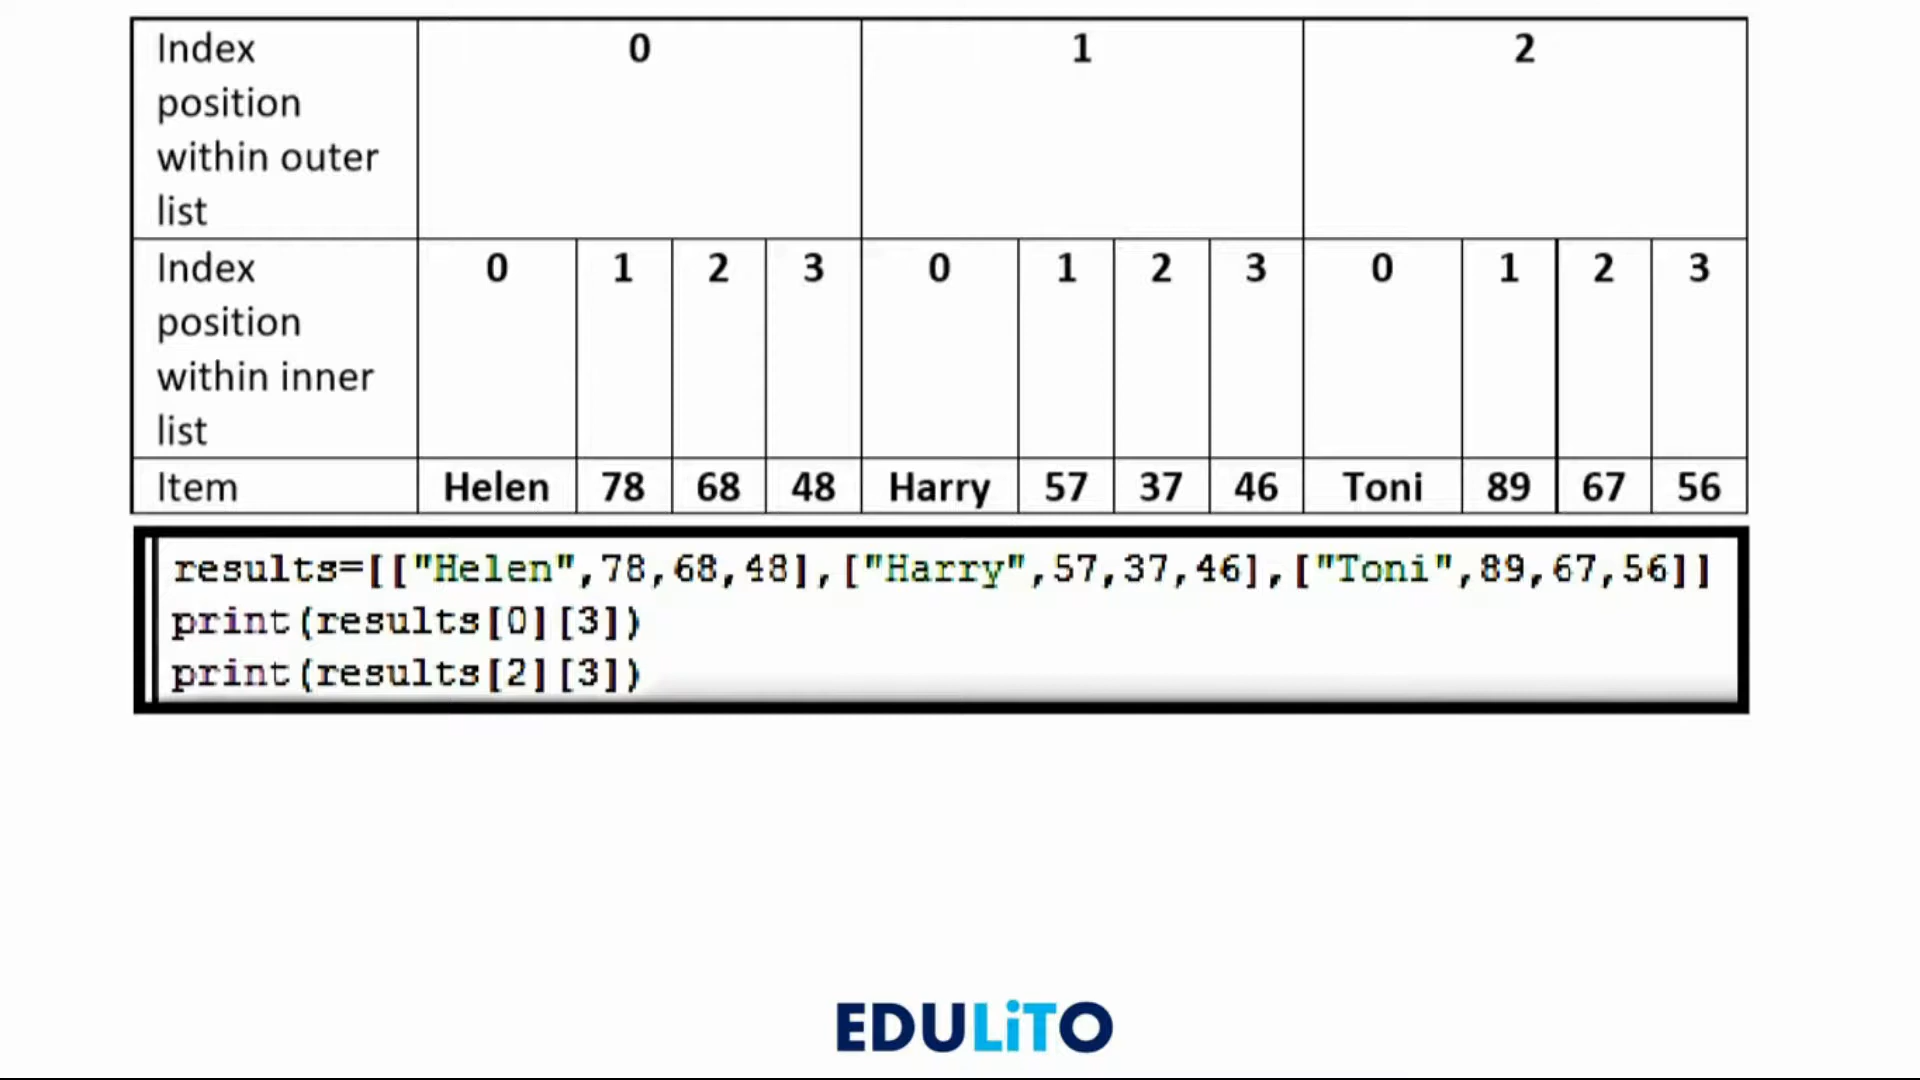 Index position within outer list 0 1 2
Index position within inner list 0 1 2 3 0 1 2 3 0 1 2 3
Item Helen 78 68 48 Harry 57 37 46 Toni 89 67 56
results=[["Helen",78,68,48],["Harry",57,37,46],["Toni",89,67,56]]
print(results[0][3])
print(results[2][3])
EDULiTO